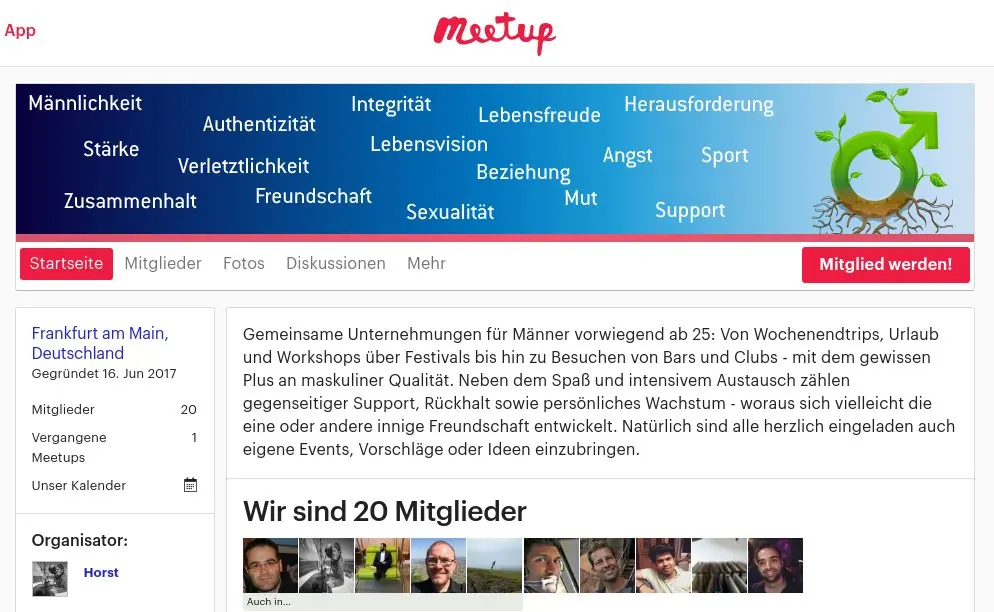 App
Meetup
Männlichkeit
Integrität
Herausforderung
Lebensfreude
Authentizität
Lebensvision
Stärke
Angst
Sport
Verletztlichkeit
Beziehung
Freundschaft
Mut
Zusammenhalt
Sexualität
Support
Startseite Mitglieder Fotos Diskussionen Mehr Mitglied werden!
Frankfurt am Main,
Deutschland
Gegründet 16. Jun 2017
Mitglieder 20
Vergangene 1
Meetups
Unser Kalender
Organisator:
Horst
Gemeinsame Unternehmungen für Männer vorwiegend ab 25: Von Wochenendtrips, Urlaub
und Workshops über Festivals bis hin zu Besuchen von Bars und Clubs - mit dem gewissen
Plus an maskuliner Qualität. Neben dem Spaß und intensivem Austausch zählen
gegenseitiger Support, Rückhalt sowie persönliches Wachstum - woraus sich vielleicht die
eine oder andere innige Freundschaft entwickelt. Natürlich sind alle herzlich eingeladen auch
eigene Events, Vorschläge oder Ideen einzubringen.
Wir sind 20 Mitglieder
Auch in...